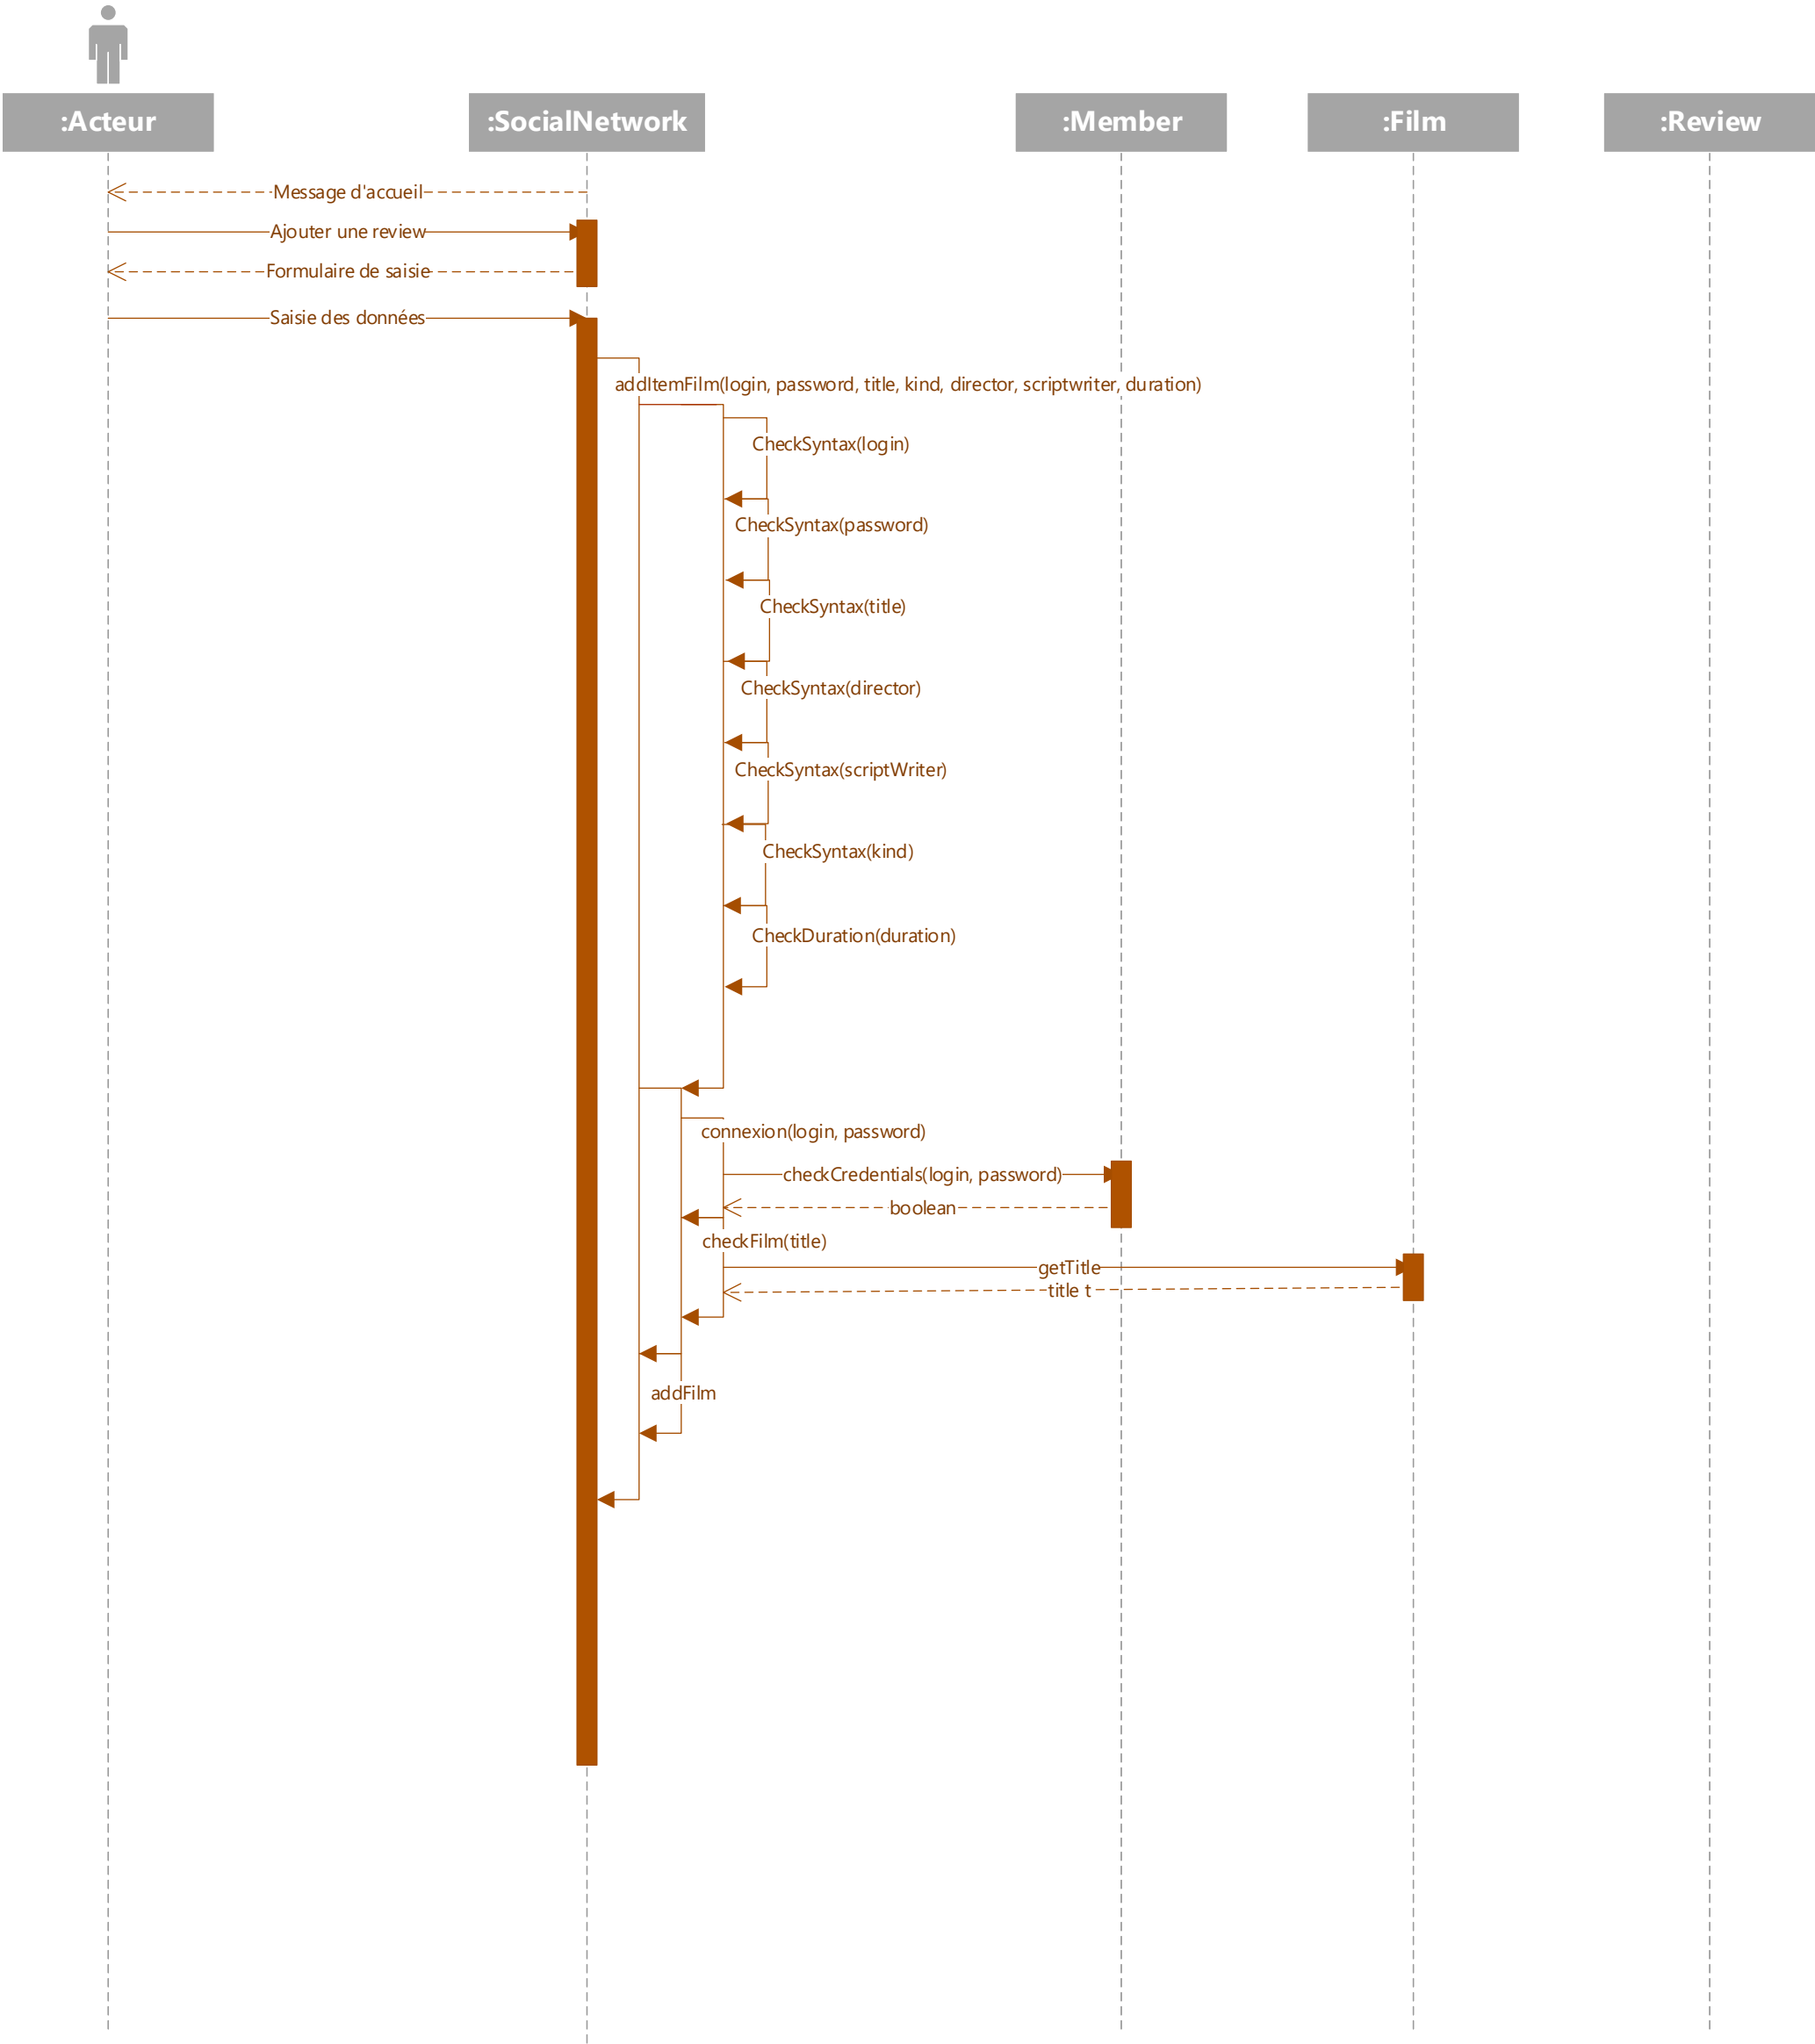 :Acteur
:SocialNetwork
:Member
:Film
:Review
Message d'accueil
Ajouter une review
Formulaire de saisie
Saisie des données
addItemFilm(login, password, title, kind, director, scriptwriter, duration)
CheckSyntax(login)
CheckSyntax(password)
CheckSyntax(title)
CheckSyntax(director)
CheckSyntax(scriptWriter)
CheckSyntax(kind)
CheckDuration(duration)
connexion(login, password)
checkCredentials(login, password)
boolean
checkFilm(title)
getTitle
title t
addFilm